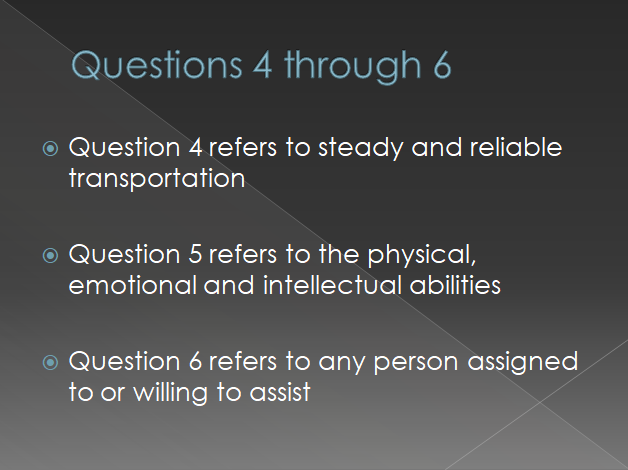 Questions 4 through 6
Question 4 refers to steady and reliable
transportation
Question 5 refers to the physical,
emotional and intellectual abilities
Question 6 refers to any person assigned
to or willing to assist